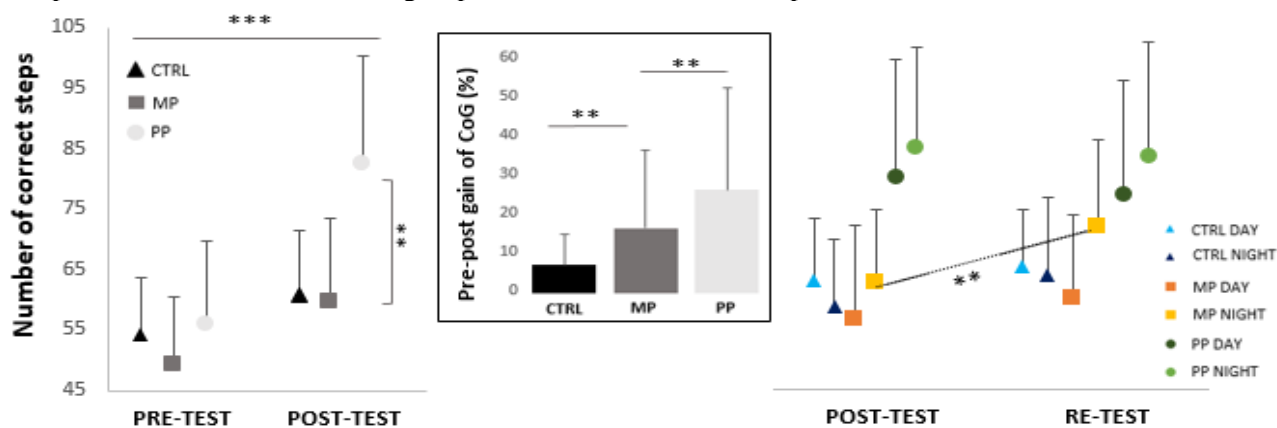 105
95
85
75
65
55
45
Number of correct steps
***
CTRL
MP
PP
**
PRE-TEST
POST-TEST
Pre-post gain of CoG (%)
60
50
40
30
20
10
0
**
**
CTRL
MP
PP
**
CTRL DAY
CTRL NIGHT
MP DAY
MP NIGHT
PP DAY
PP NIGHT
POST-TEST
RE-TEST